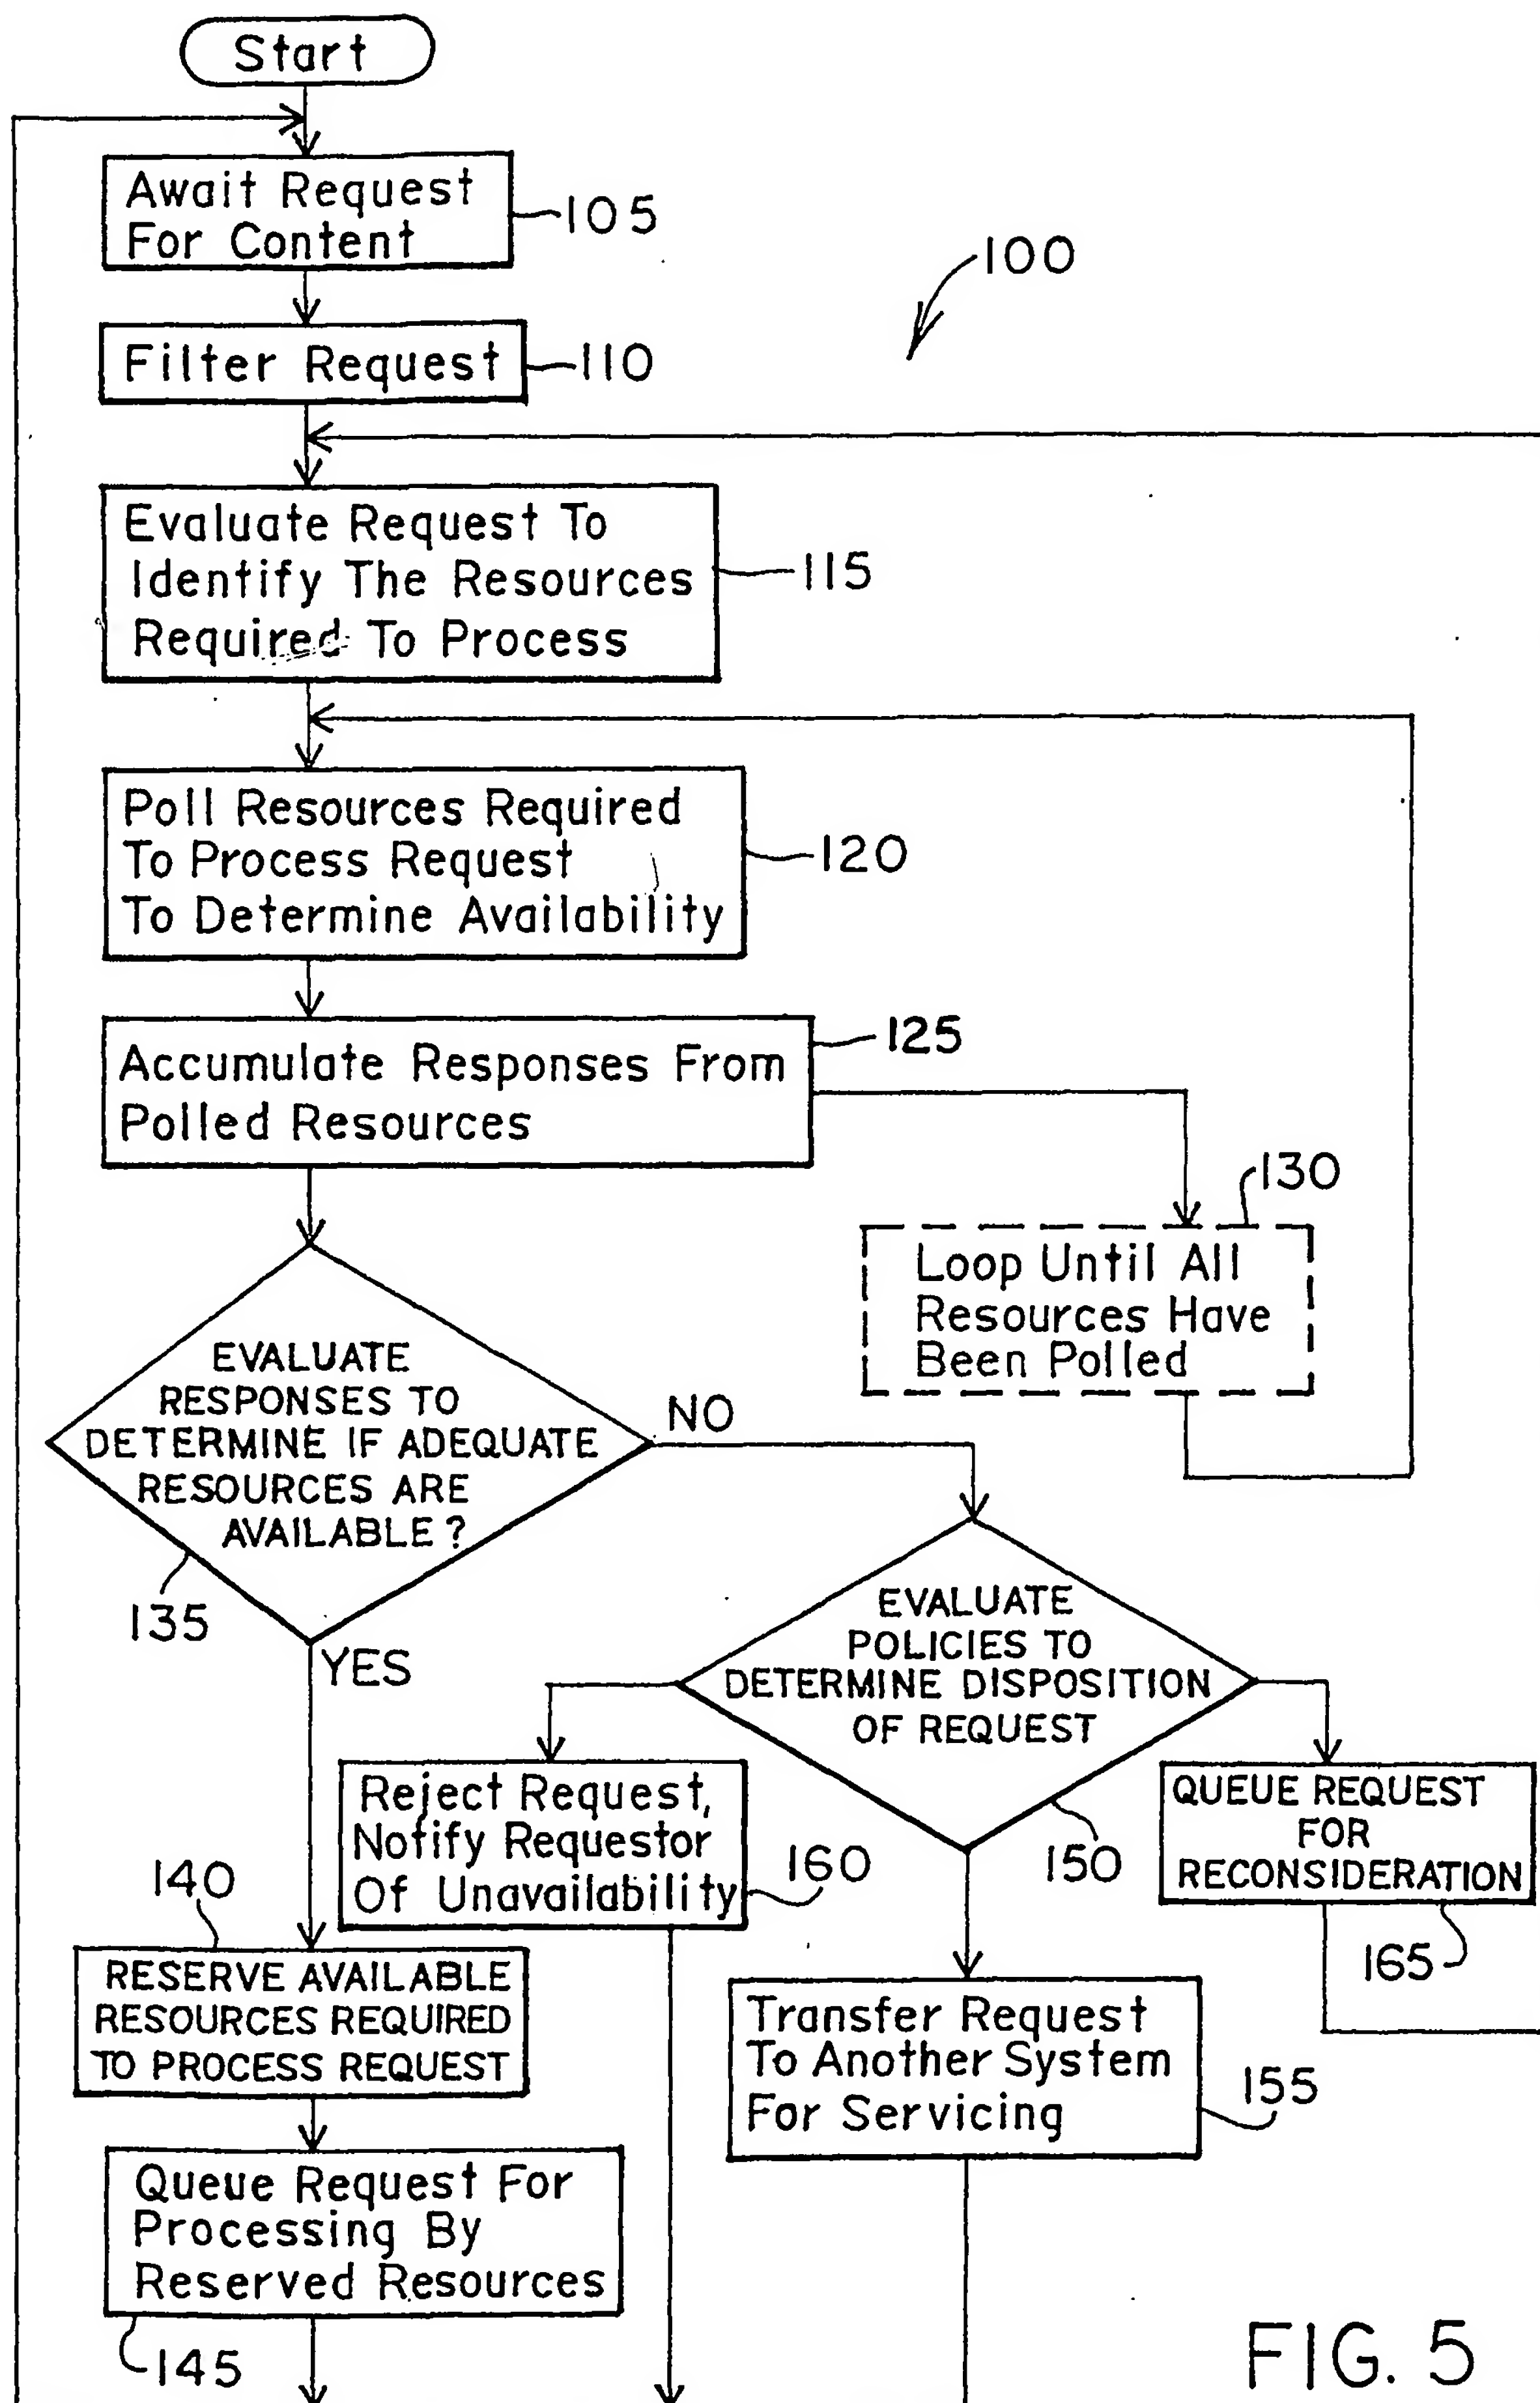 Start
Await Request
For Content
105
100
Filter Request
110
Evaluate Request To
Identify The Resources
Required To Process
115
Poll Resources Required
To Process Request
To Determine Availability
120
Accumulate Responses From
Polled Resources
125
130
Loop Until All
Resources Have
Been Polled
EVALUATE
RESPONSES TO
DETERMINE IF ADEQUATE
RESOURCES ARE
AVAILABLE?
135
NO
YES
EVALUATE
POLICIES TO
DETERMINE DISPOSITION
OF REQUEST
150
Reject Request,
Notify Requestor
Of Unavailability
160
QUEUE REQUEST
FOR
RECONSIDERATION
165
140
RESERVE AVAILABLE
RESOURCES REQUIRED
TO PROCESS REQUEST
Transfer Request
To Another System
For Servicing
155
Queue Request For
Processing By
Reserved Resources
145
FIG. 5